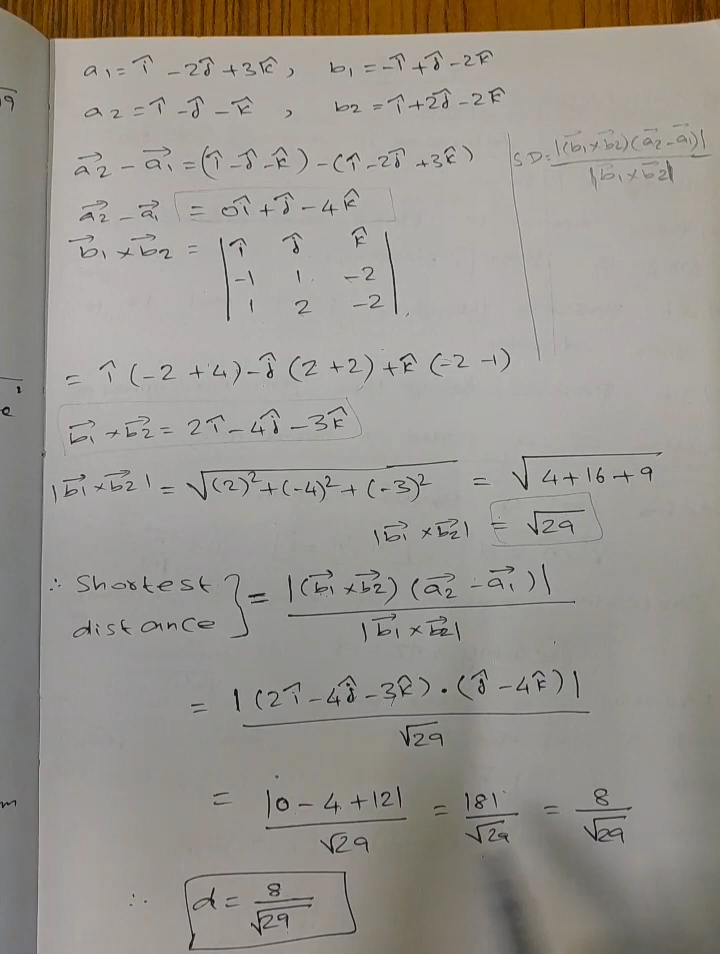 a₁ = î - 2ĵ + 3k̂, b₁ = -î + ĵ - 2k̂
a₂ = î - ĵ - k̂, b₂ = î + 2ĵ - 2k̂
a₂⃗ - a₁⃗ = (î - ĵ - k̂) - (î - 2ĵ + 3k̂)
S D = |(b₁⃗ × b₂⃗) (a₂⃗ - a₁⃗)| / |b₁⃗ × b₂⃗|
a₂⃗ - a₁⃗ = 0î + ĵ - 4k̂
b₁⃗ × b₂⃗ = | î ĵ k̂ |
| -1 1 -2 |
| 1 2 -2 |
= î (-2 + 4) - ĵ (2 + 2) + k̂ (-2 - 1)
b₁⃗ × b₂⃗ = 2î - 4ĵ - 3k̂
|b₁⃗ × b₂⃗| = √((2)² + (-4)² + (-3)²) = √(4 + 16 + 9)
|b₁⃗ × b₂⃗| = √29
∴ Shortest distance } = |(b₁⃗ × b₂⃗) (a₂⃗ - a₁⃗)| / |b₁⃗ × b₂⃗|
= |(2î - 4ĵ - 3k̂) · (ĵ - 4k̂)| / √29
= |0 - 4 + 12| / √29 = |8| / √29 = 8 / √29
∴ d = 8 / √29